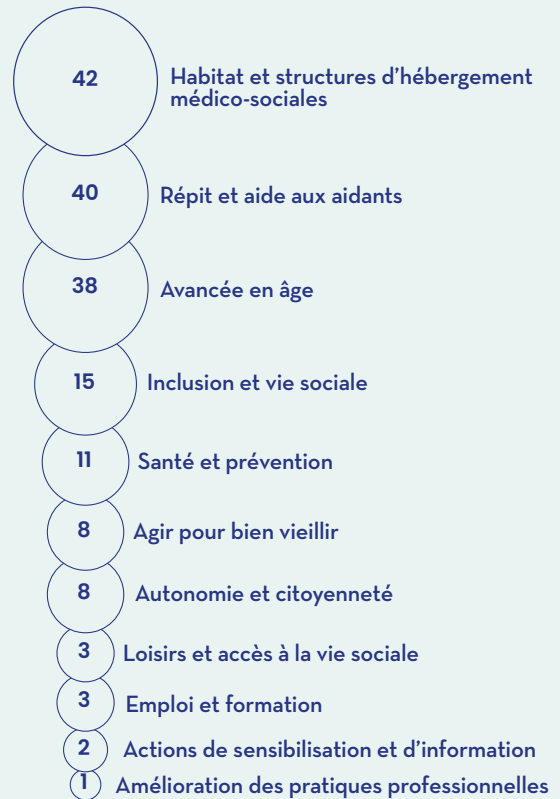 42
Habitat et structures d'hébergement
médico-sociales
40
Répit et aide aux aidants
38
Avancée en âge
15
Inclusion et vie sociale
11
Santé et prévention
8
Agir pour bien vieillir
8
Autonomie et citoyenneté
3
Loisirs et accès à la vie sociale
3
Emploi et formation
2
Actions de sensibilisation et d'information
1
Amélioration des pratiques professionnelles